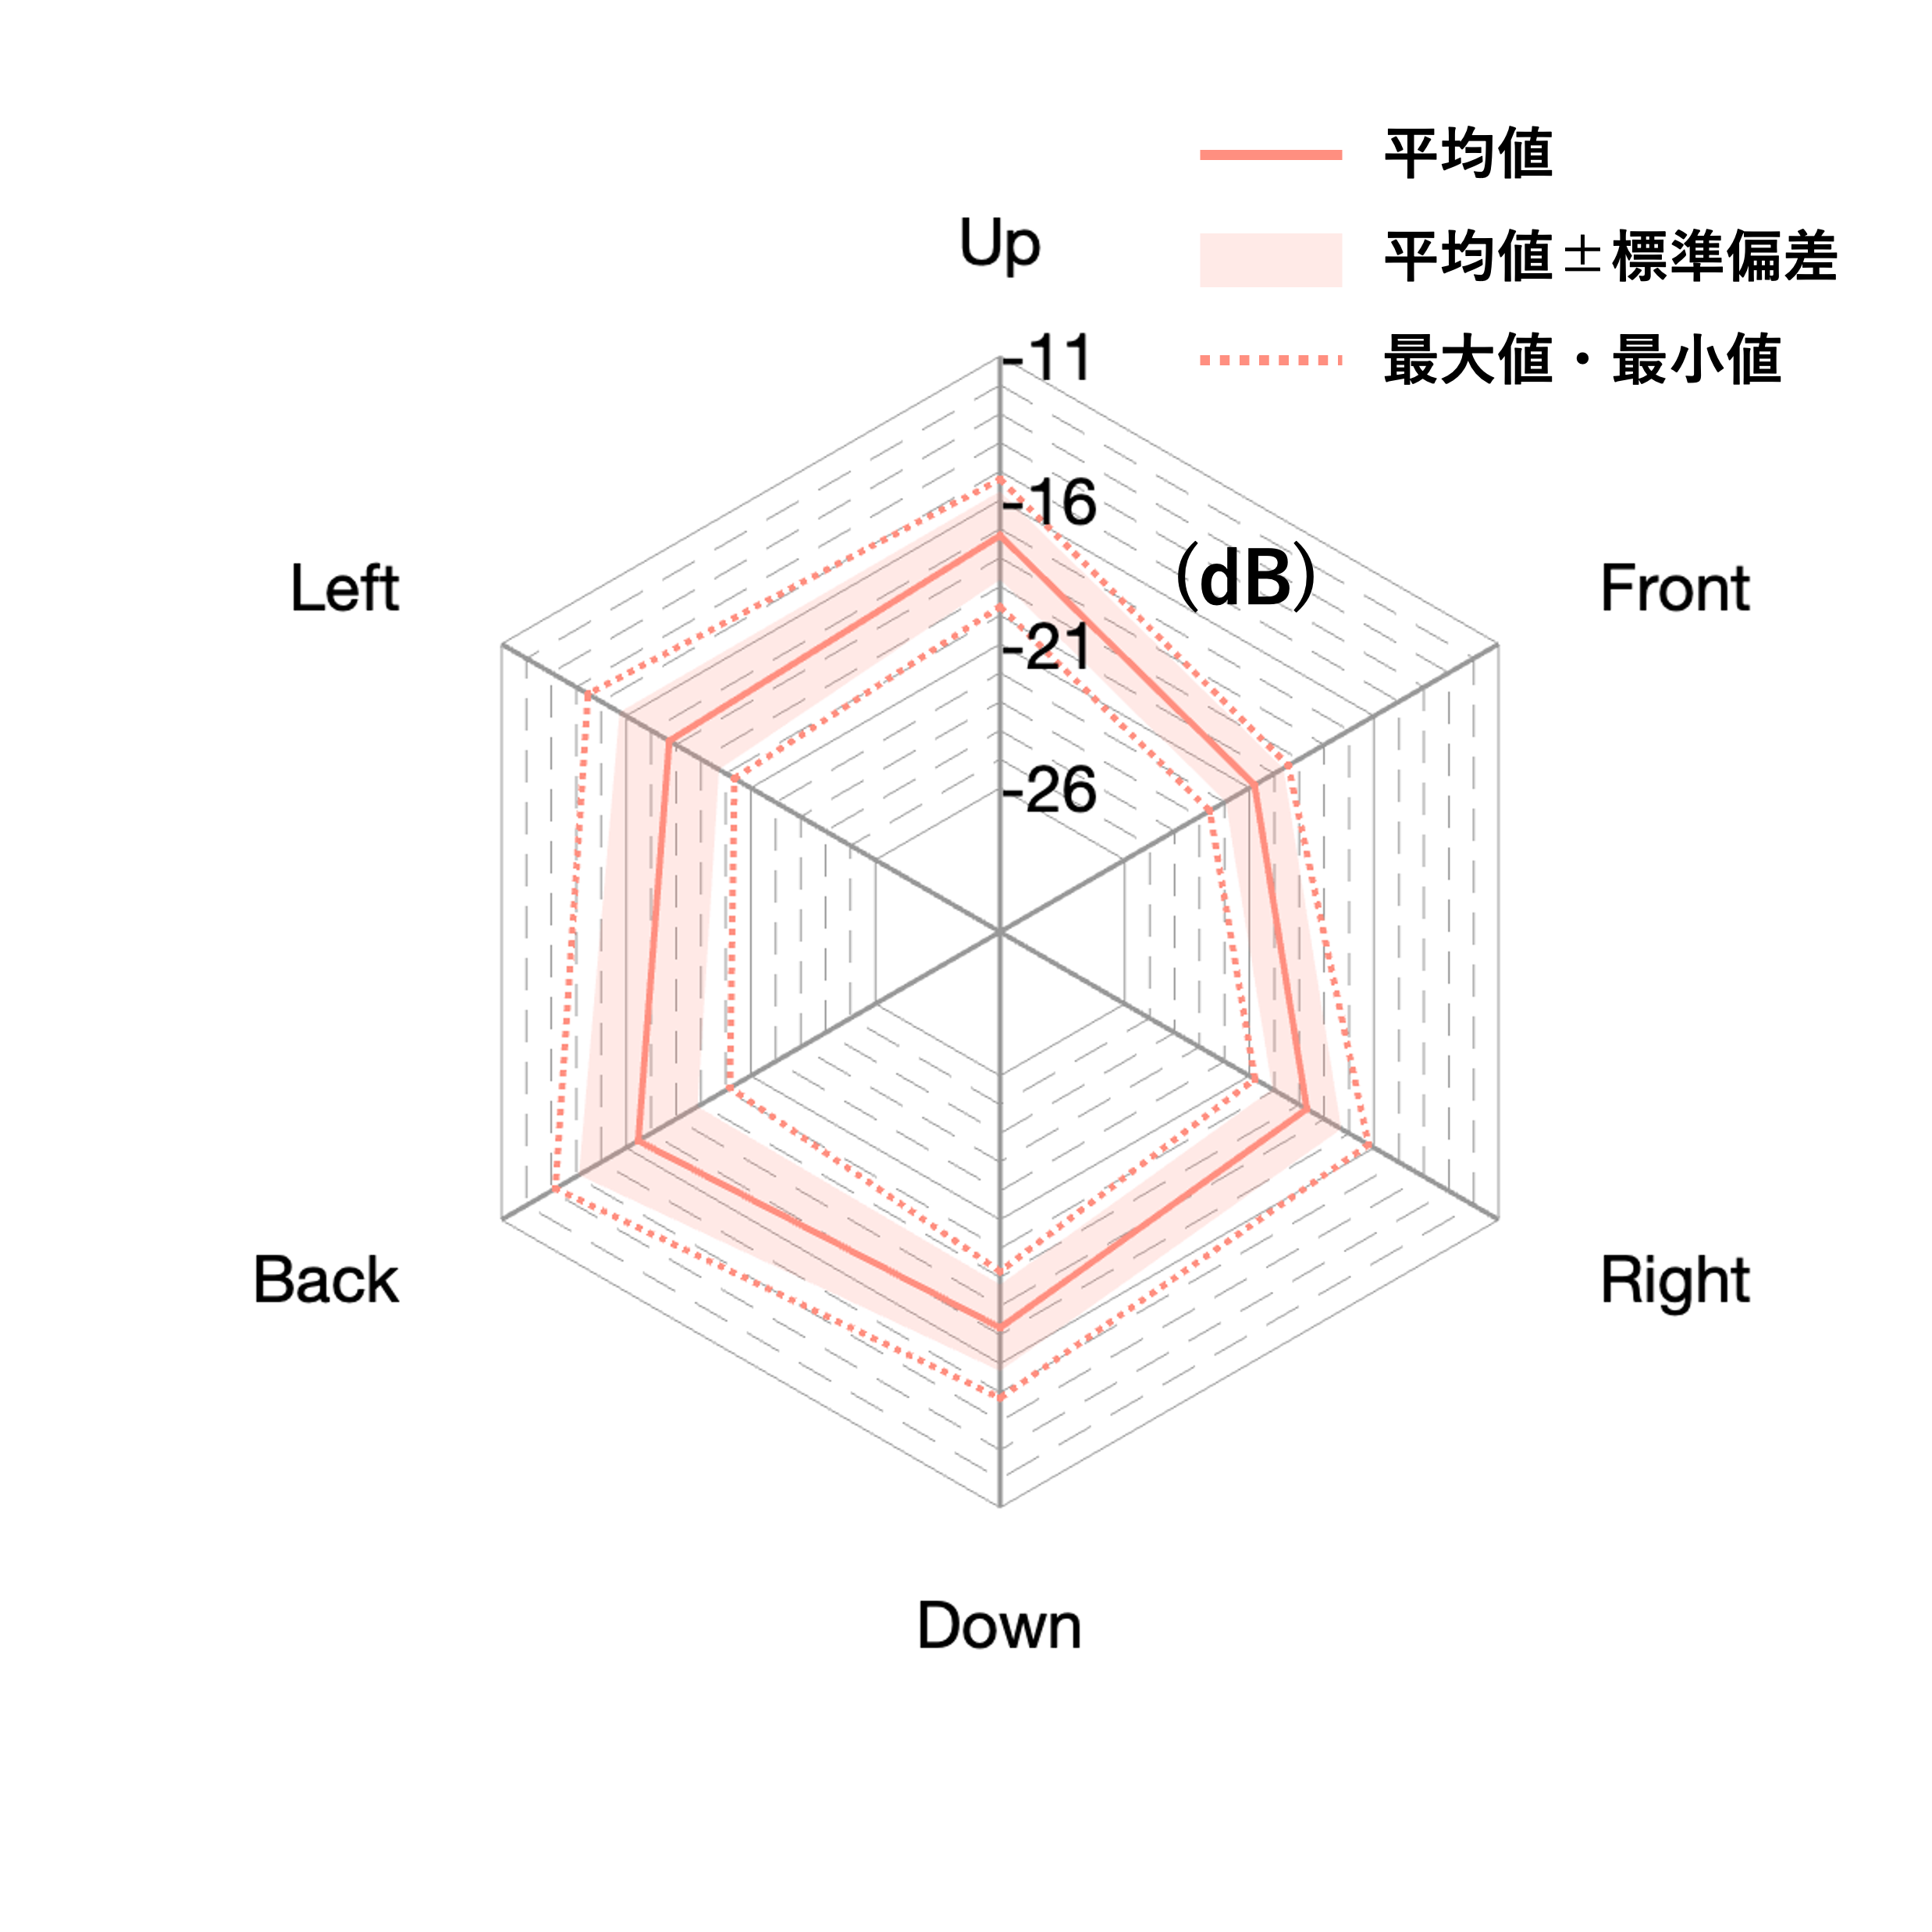 平均値
平均値±標準偏差
最大値・最小値
Up
-11
-16
(dB)
-21
-26
Left
Front
Back
Right
Down